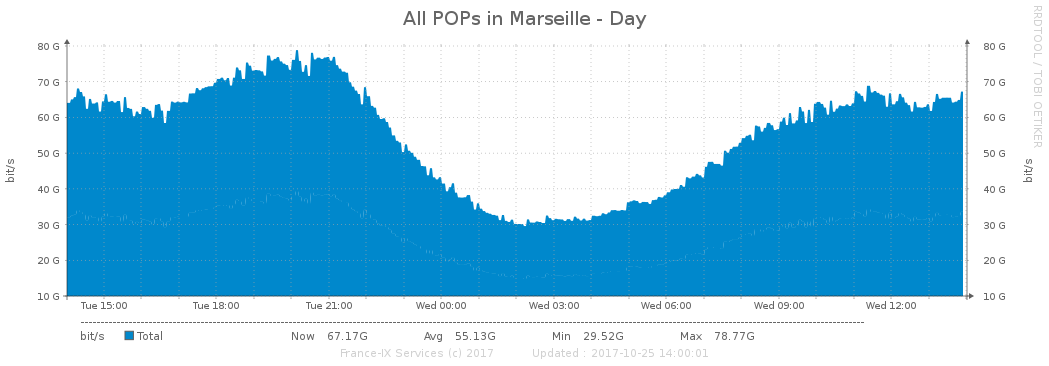 All POPs in Marseille - Day
RRDTOOL / TOBI OETIKER
80 G 80 G
70 G 70 G
60 G 60 G
50 G 50 G
bit/s bit/s
40 G 40 G
30 G 30 G
20 G 20 G
10 G 10 G
Tue 15:00 Tue 18:00 Tue 21:00 Wed 00:00 Wed 03:00 Wed 06:00 Wed 09:00 Wed 12:00
bit/s Total Now 67.17G Avg 55.13G Min 29.52G Max 78.77G
France-IX Services (c) 2017 Updated : 2017-10-25 14:00:01